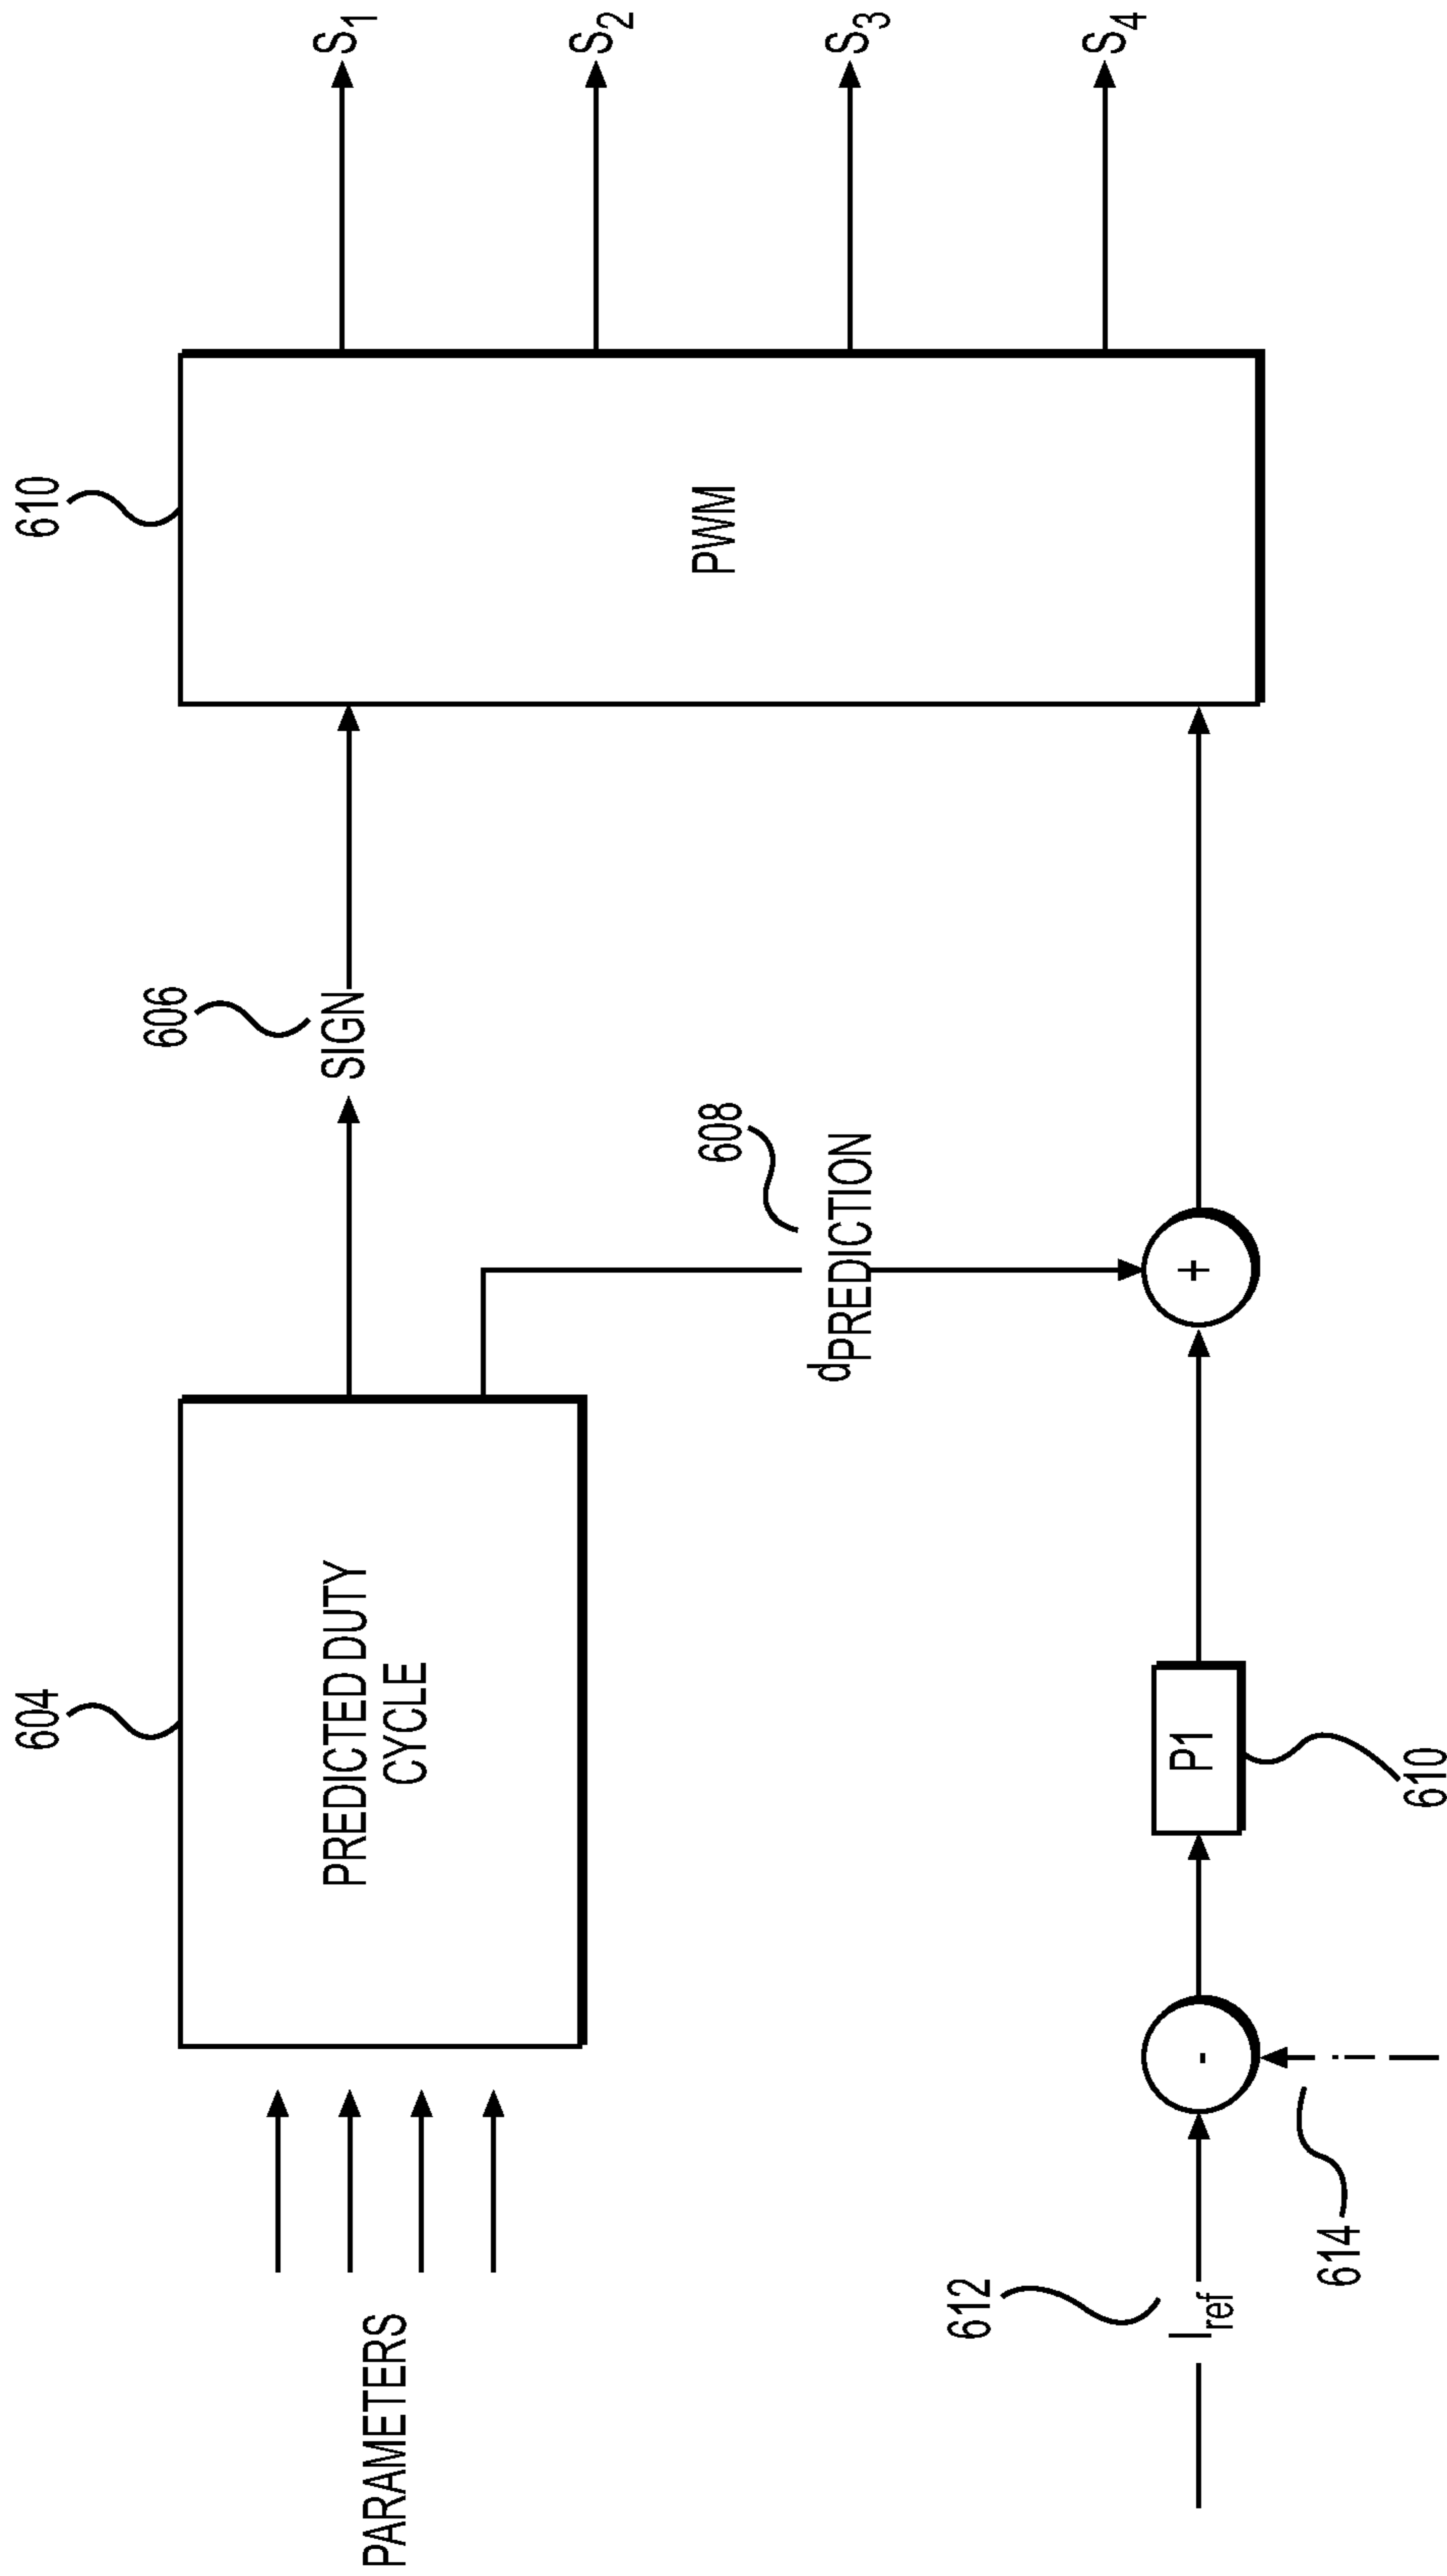 604
610
PARAMETERS
PREDICTED DUTY
CYCLE
606
SIGN
PWM
S1
S2
S3
S4
608
dPREDICTION
612
Iref
614
i
-
P1
610
+